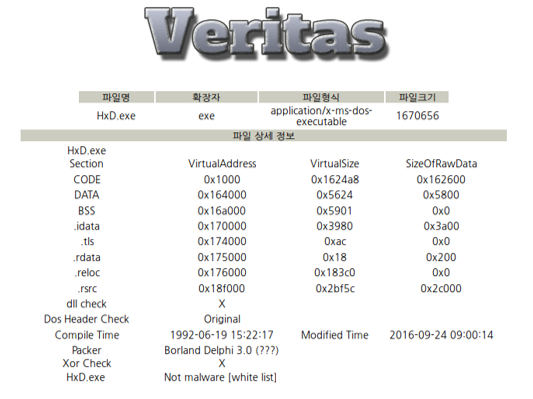 Veritas
파일명 확장자 파일형식 파일크기
HxD.exe exe application/x-ms-dos-executable 1670656
파일 상세 정보
HxD.exe
Section VirtualAddress VirtualSize SizeOfRawData
CODE 0x1000 0x1624a8 0x162600
DATA 0x164000 0x5624 0x5800
BSS 0x16a000 0x5901 0x0
.idata 0x170000 0x3980 0x3a00
.tls 0x174000 0xac 0x0
.rdata 0x175000 0x18 0x200
.reloc 0x176000 0x183c0 0x0
.rsrc 0x18f000 0x2bf5c 0x2c000
dll check X
Dos Header Check Original
Compile Time 1992-06-19 15:22:17 Modified Time 2016-09-24 09:00:14
Packer Borland Delphi 3.0 (???)
Xor Check X
HxD.exe Not malware [white list]